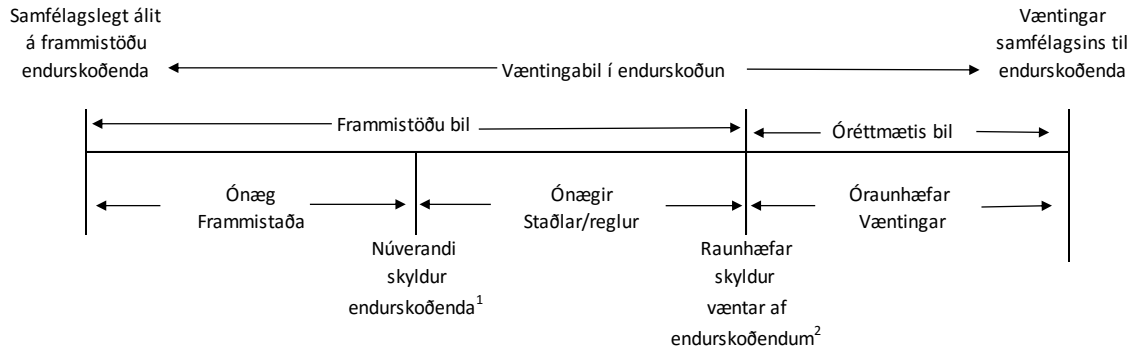 Samfélagslegt álit
á frammistöðu
endurskoðenda
Væntingabil í endurskoðun
Væntingar
samfélagsins til
endurskoðenda
Frammistöðu bil
Óréttmætis bil
Ónæg
Frammistaða
Ónægir
Staðlar/reglur
Óraunhæfar
Væntingar
Núverandi
skyldur
endurskoðenda¹
Raunhæfar
skyldur
væntar af
endurskoðendum²